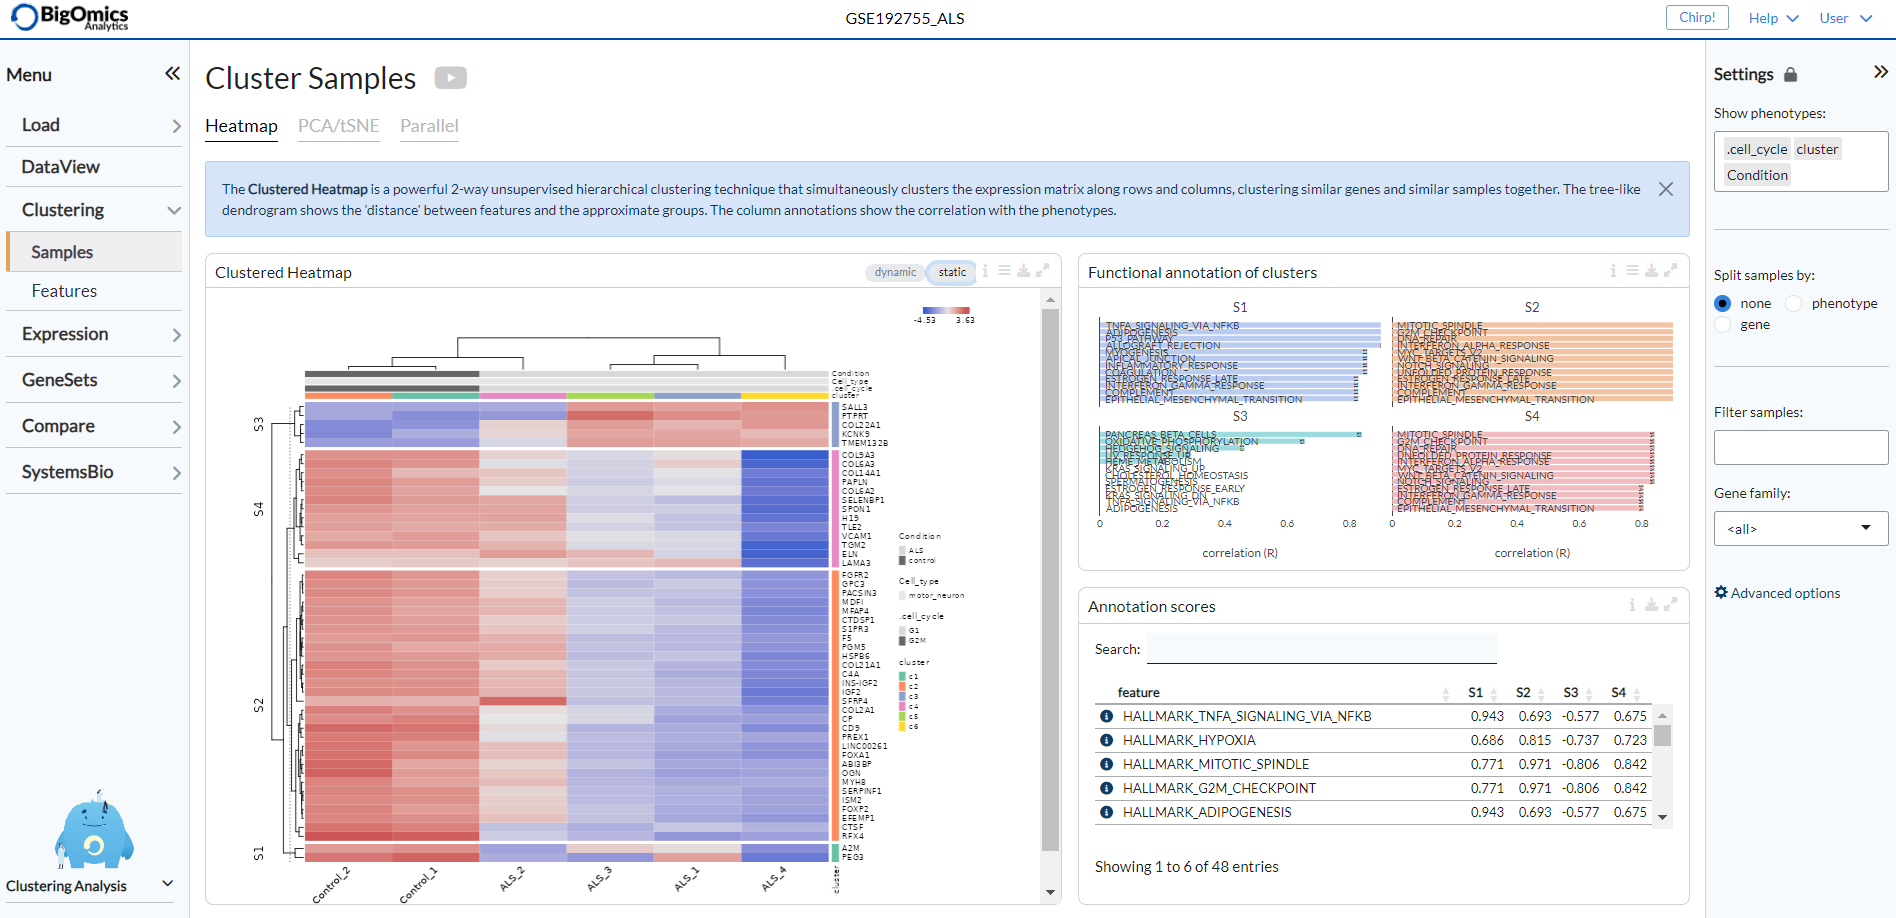 BigOmics
Analytics
GSE192755_ALS
Chirp!
Help
User
Menu
Load
DataView
Clustering
Samples
Features
Expression
GeneSets
Compare
SystemsBio
Clustering Analysis
Cluster Samples
Heatmap
PCA/tSNE
Parallel
The Clustered Heatmap is a powerful 2-way unsupervised hierarchical clustering technique that simultaneously clusters the expression matrix along rows and columns, clustering similar genes and similar samples together. The tree-like
dendrogram shows the 'distance' between features and the approximate groups. The column annotations show the correlation with the phenotypes.
Clustered Heatmap
dynamic
static
-4.53 3.63
Condition
Cell_type
.cell_cycle
cluster
S3
SALL3
PTPRT
COL22A1
KCNK9
TMEM132B
S4
COL9A3
COL6A3
COL14A1
PAPLN
COL6A2
SELENBP1
SPON1
H19
TLE2
VCAM1
TGM2
ELN
LAMA3
S2
FGFR2
GPC3
PACSIN3
MDFI
MFAP4
CTDSP1
S1PR3
F5
PGM5
HSPB6
COL21A1
C4A
INS-IGF2
IGF2
SFRP4
COL2A1
CP
CD9
PREX1
LINC00261
FOXA1
ABI3BP
OGN
MYH8
SERPINF1
ISM2
FOXP2
EFEMP1
CTSF
RFX4
S1
A2M
PEG3
Control_2
Control_1
ALS_2
ALS_3
ALS_1
ALS_4
cluster
Condition
ALS
control
Cell_type
motor_neuron
.cell_cycle
G1
G2M
cluster
c1
c2
c3
c4
c5
c6
Functional annotation of clusters
S1
TNFA_SIGNALING_VIA_NFKB
ADIPOGENESIS
P53_PATHWAY
ALLOGRAFT_REJECTION
MYOGENESIS
APICAL_JUNCTION
INFLAMMATORY_RESPONSE
COAGULATION
ESTROGEN_RESPONSE_LATE
INTERFERON_GAMMA_RESPONSE
COMPLEMENT
EPITHELIAL_MESENCHYMAL_TRANSITION
S2
MITOTIC_SPINDLE
G2M_CHECKPOINT
DNA-REPAIR
INTERFERON_ALPHA_RESPONSE
MYC_TARGETS_V2
WNT-BETA_CATENIN_SIGNALING
NOTCH_SIGNALING
UNFOLDED_PROTEIN_RESPONSE
ESTROGEN_RESPONSE_LATE
INTERFERON_GAMMA_RESPONSE
COMPLEMENT
EPITHELIAL_MESENCHYMAL_TRANSITION
S3
PANCREAS_BETA_CELLS
OXIDATIVE_PHOSPHORYLATION
HEDGEHOG_SIGNALING
UV_RESPONSE_UP
HEME_METABOLISM
KRAS_SIGNALING_UP
CHOLESTEROL_HOMEOSTASIS
SPERMATOGENESIS
ESTROGEN_RESPONSE_EARLY
KRAS_SIGNALING_DN
TNFA-SIGNALING_VIA_NFKB
ADIPOGENESIS
0 0.2 0.4 0.6 0.8
correlation (R)
S4
MITOTIC_SPINDLE
G2M_CHECKPOINT
DNA-REPAIR
UNFOLDED_PROTEIN_RESPONSE
INTERFERON_ALPHA_RESPONSE
MYC_TARGETS_V2
WNT-BETA_CATENIN_SIGNALING
NOTCH_SIGNALING
ESTROGEN_RESPONSE_LATE
INTERFERON_GAMMA_RESPONSE
COMPLEMENT
EPITHELIAL_MESENCHYMAL_TRANSITION
0 0.2 0.4 0.6 0.8
correlation (R)
Annotation scores
Search:
feature S1 S2 S3 S4
HALLMARK_TNFA_SIGNALING_VIA_NFKB 0.943 0.693 -0.577 0.675
HALLMARK_HYPOXIA 0.686 0.815 -0.737 0.723
HALLMARK_MITOTIC_SPINDLE 0.771 0.971 -0.806 0.842
HALLMARK_G2M_CHECKPOINT 0.771 0.971 -0.806 0.842
HALLMARK_ADIPOGENESIS 0.943 0.693 -0.577 0.675
Showing 1 to 6 of 48 entries
Settings
Show phenotypes:
.cell_cycle cluster
Condition
Split samples by:
none phenotype
gene
Filter samples:
Gene family:
<all>
Advanced options